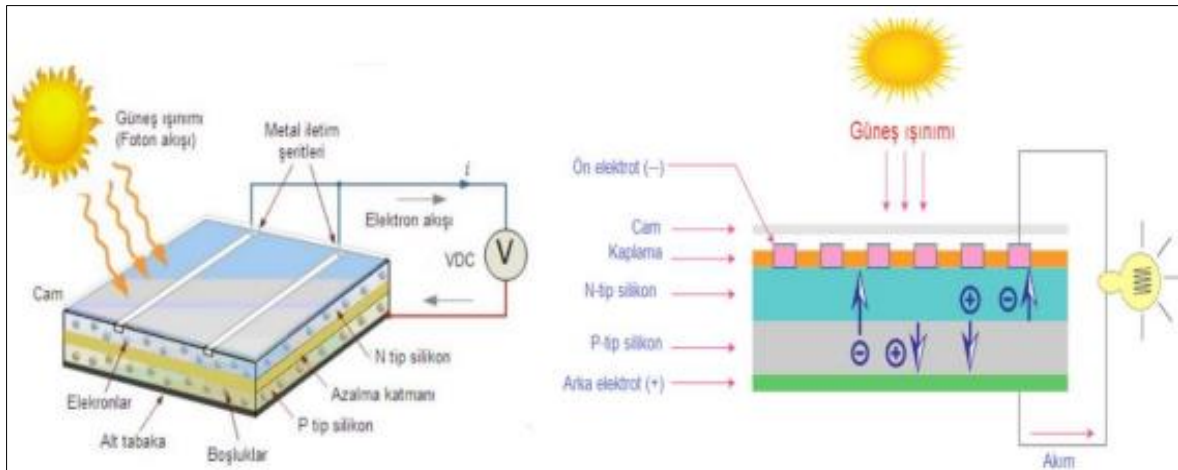 Güneş ışınımı
(Foton akışı)
Metal iletim
şeritleri
i
Elektron akışı
V
VDC
Cam
N tip silikon
Azalma katmanı
P tip silikon
Elekronlar
Alt tabaka
Boşluklar
Güneş ışınımı
Ön elektrot (–)
Cam
Kaplama
N-tip silikon
P-tip silikon
Arka elektrot (+)
Akım